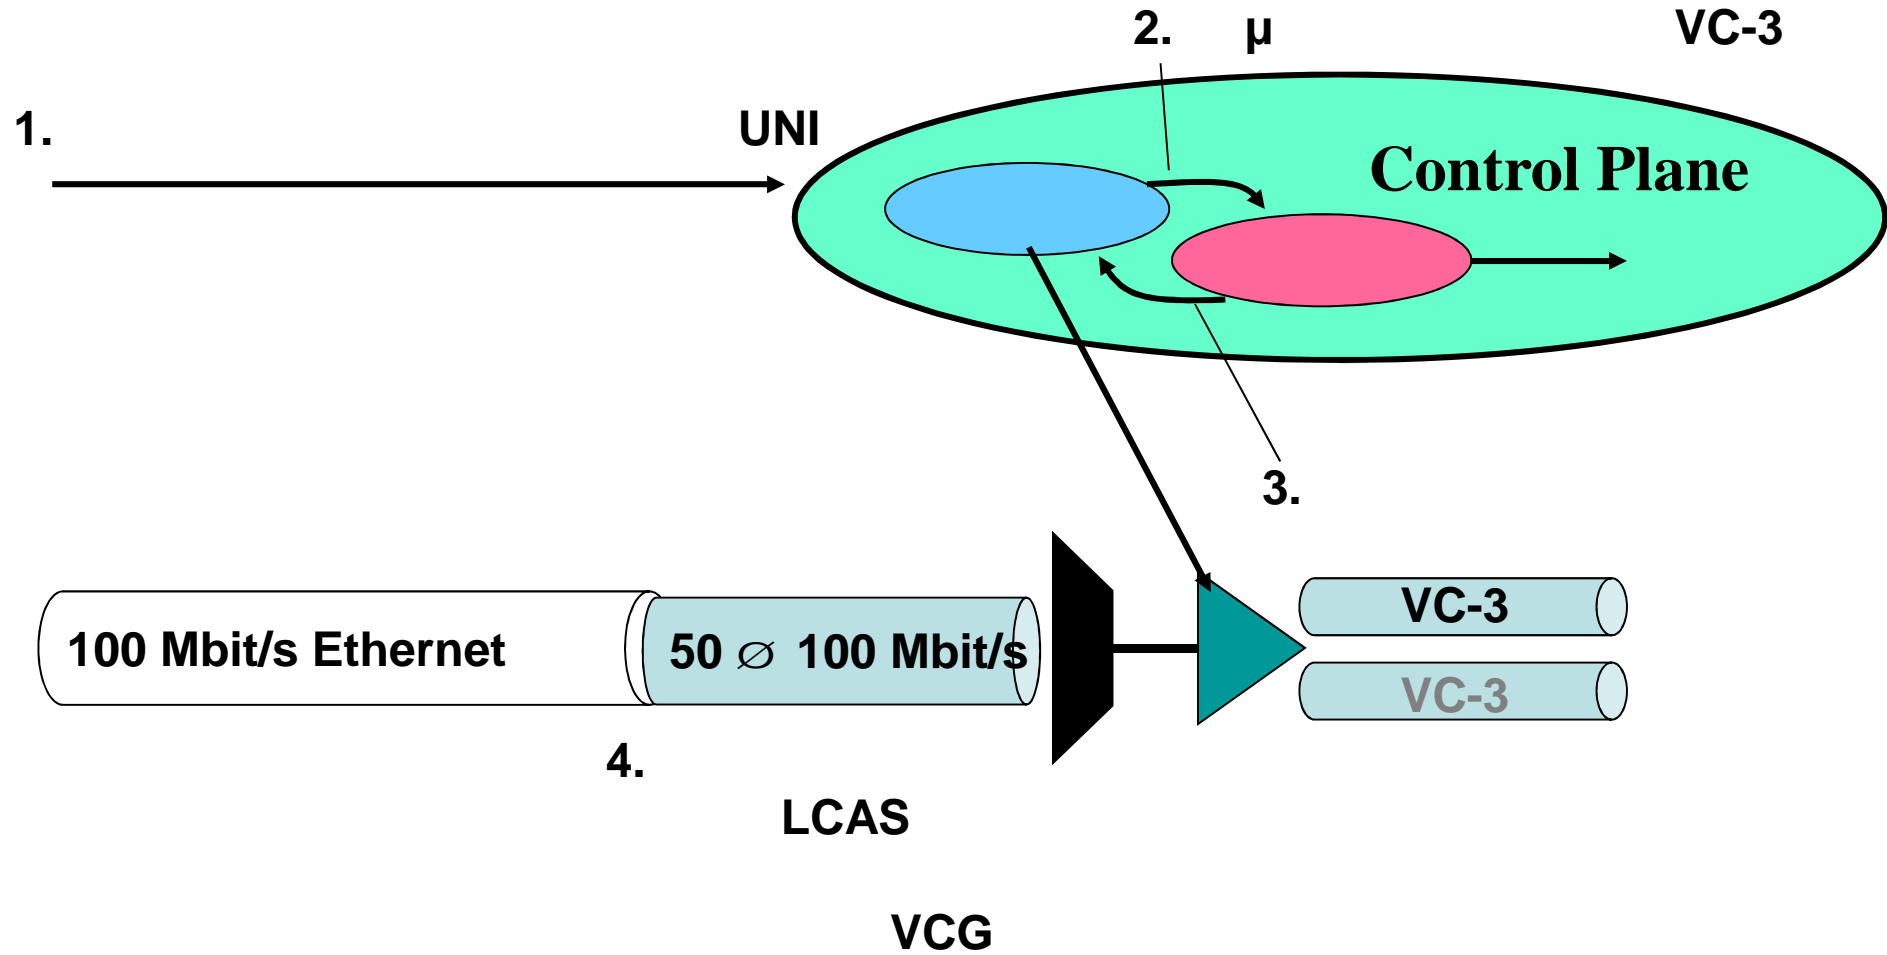 2. µ VC-3
1. UNI
Control Plane
3.
VC-3
100 Mbit/s Ethernet
50 ∅ 100 Mbit/s
VC-3
4.
LCAS
VCG